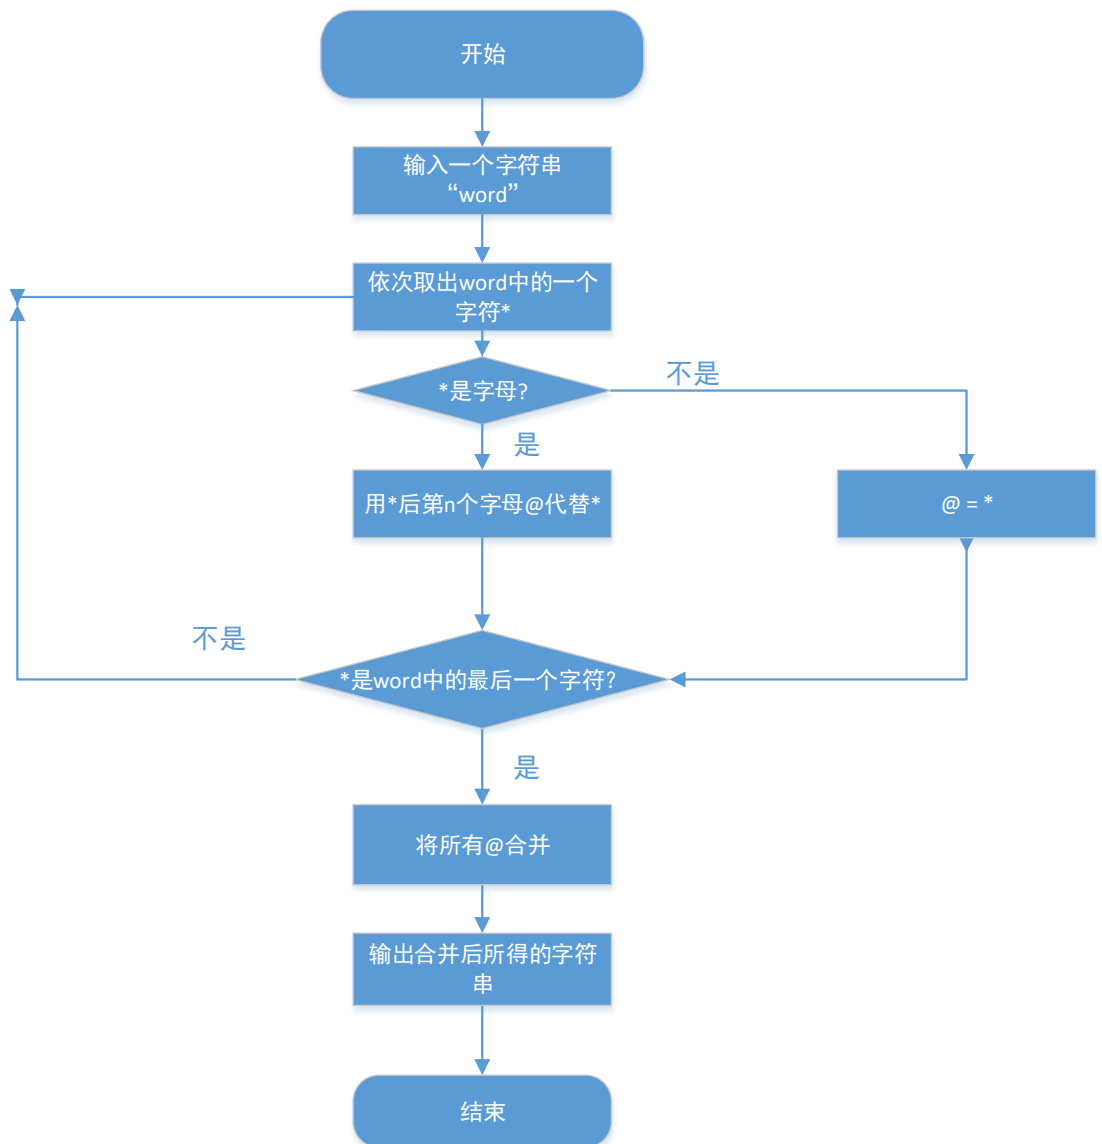 开始
输入一个字符串
“word”
依次取出word中的一个
字符*
*是字母?
不是
是
用*后第n个字母@代替*
@ = *
不是
*是word中的最后一个字符?
是
将所有@合并
输出合并后所得的字符
串
结束